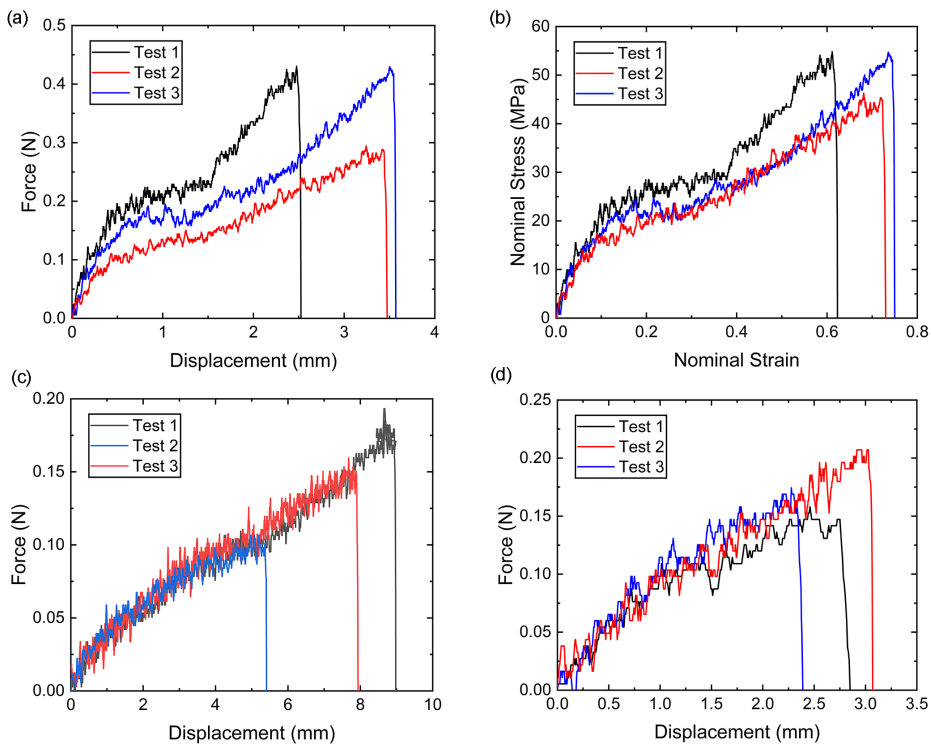 (a)
0.5
0.4
0.3
0.2
0.1
0.0
Force (N)
Test 1
Test 2
Test 3
0
1
2
3
4
Displacement (mm)
(b)
60
50
40
30
20
10
0
Nominal Stress (MPa)
Test 1
Test 2
Test 3
0.0
0.2
0.4
0.6
0.8
Nominal Strain
(c)
0.20
0.15
0.10
0.05
0.00
Force (N)
Test 1
Test 2
Test 3
0
2
4
6
8
10
Displacement (mm)
(d)
0.25
0.20
0.15
0.10
0.05
0.00
Force (N)
Test 1
Test 2
Test 3
0.0
0.5
1.0
1.5
2.0
2.5
3.0
3.5
Displacement (mm)